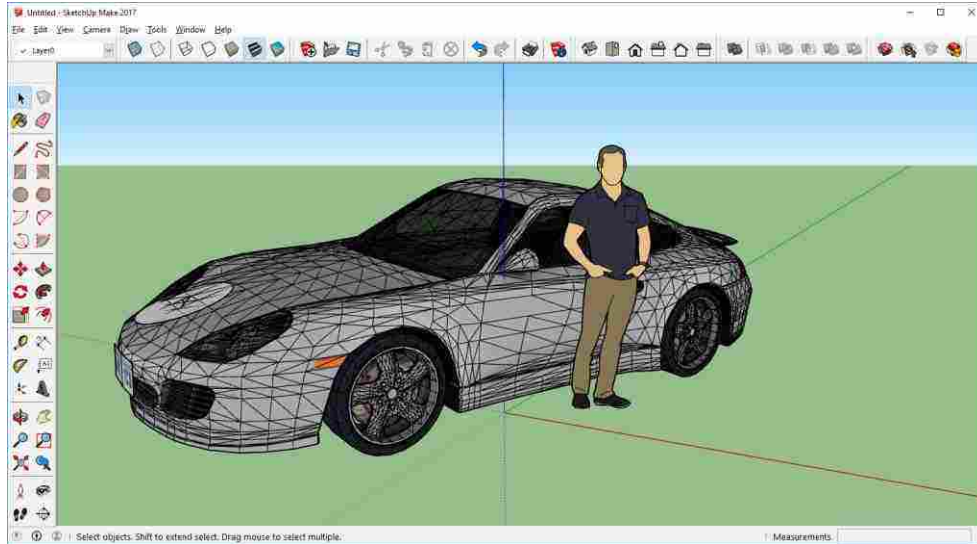 Untitled - SketchUp Make 2017
File Edit View Camera Draw Tools Window Help
Layer0
Select objects. Shift to extend select. Drag mouse to select multiple.
Measurements